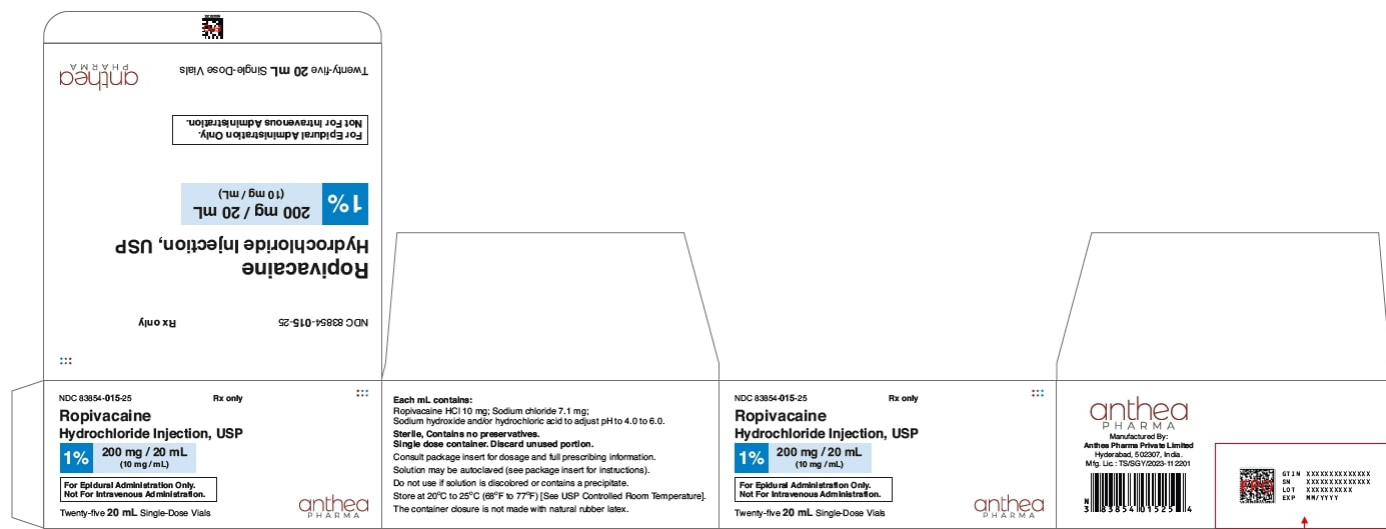 FPO
anthea
PHARMA
Twenty-five 20 mL Single-Dose Vials
For Epidural Administration Only.
Not For Intravenous Administration.
1%
200 mg / 20 mL
(10 mg / mL)
Ropivacaine
Hydrochloride Injection, USP
NDC 83854-015-25
Rx only
NDC 83854-015-25
Rx only
Ropivacaine
Hydrochloride Injection, USP
1%
200 mg / 20 mL
(10 mg / mL)
For Epidural Administration Only.
Not For Intravenous Administration.
Twenty-five 20 mL Single-Dose Vials
anthea
PHARMA
Each mL contains:
Ropivacaine HCl 10 mg; Sodium chloride 7.1 mg;
Sodium hydroxide and/or hydrochloric acid to adjust pH to 4.0 to 6.0.
Sterile, Contains no preservatives.
Single dose container. Discard unused portion.
Consult package insert for dosage and full prescribing information.
Solution may be autoclaved (see package insert for instructions).
Do not use if solution is discolored or contains a precipitate.
Store at 20°C to 25°C (68°F to 77°F) [See USP Controlled Room Temperature].
The container closure is not made with natural rubber latex.
NDC 83854-015-25
Rx only
Ropivacaine
Hydrochloride Injection, USP
1%
200 mg / 20 mL
(10 mg / mL)
For Epidural Administration Only.
Not For Intravenous Administration.
Twenty-five 20 mL Single-Dose Vials
anthea
PHARMA
anthea
PHARMA
Manufactured By:
Anthea Pharma Private Limited
Hyderabad, 502307, India.
Mfg. Lic.: TS/SGY/2023-112201
N
3 83854 01525 4
FPO
GTIN XXXXXXXXXXXXXX
SN XXXXXXXXXXXXXX
LOT XXXXXXXXXX
EXP MM/YYYY